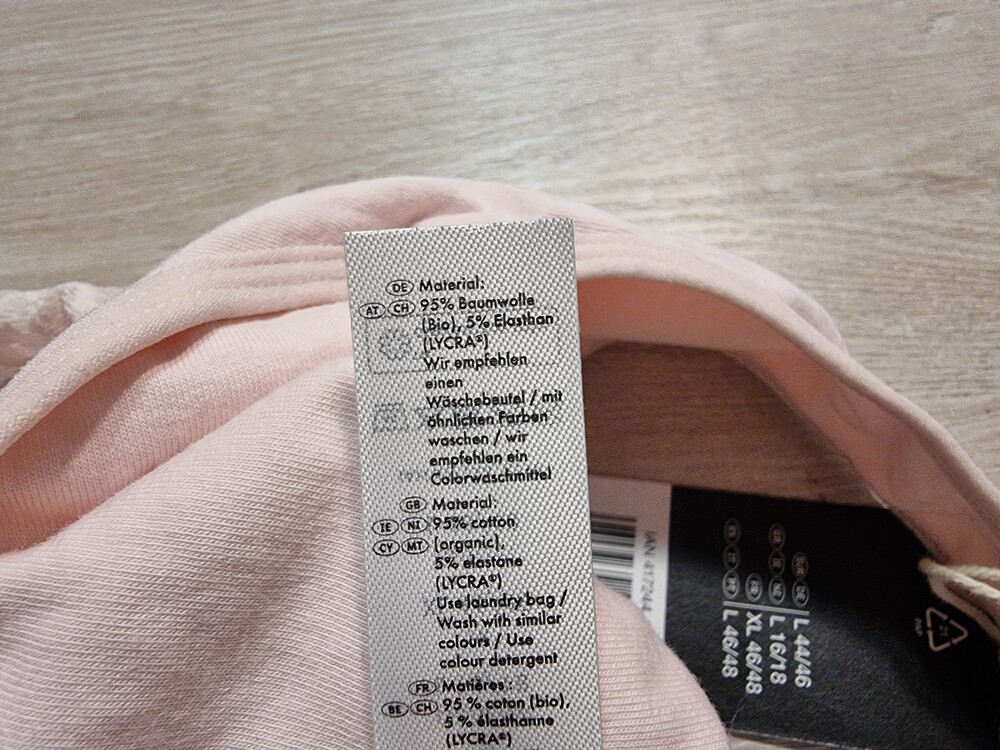 DE Material:
AT CH 95% Baumwolle
(Bio), 5% Elasthan
(LYCRA®)
Wir empfehlen
einen
Wäschebeutel / mit
ähnlichen Farben
waschen / wir
empfehlen ein
Colorwaschmittel
GB Material:
IE NI 95% cotton
CY MT (organic),
5% elastane
(LYCRA®)
Use laundry bag /
Wash with similar
colours / Use
colour detergent
FR Matières :
BE CH 95 % coton (bio),
5 % élasthanne
(LYCRA®)
IAN 417244
L 44/46
L 16/18
XL 46/48
L 46/48
PAP